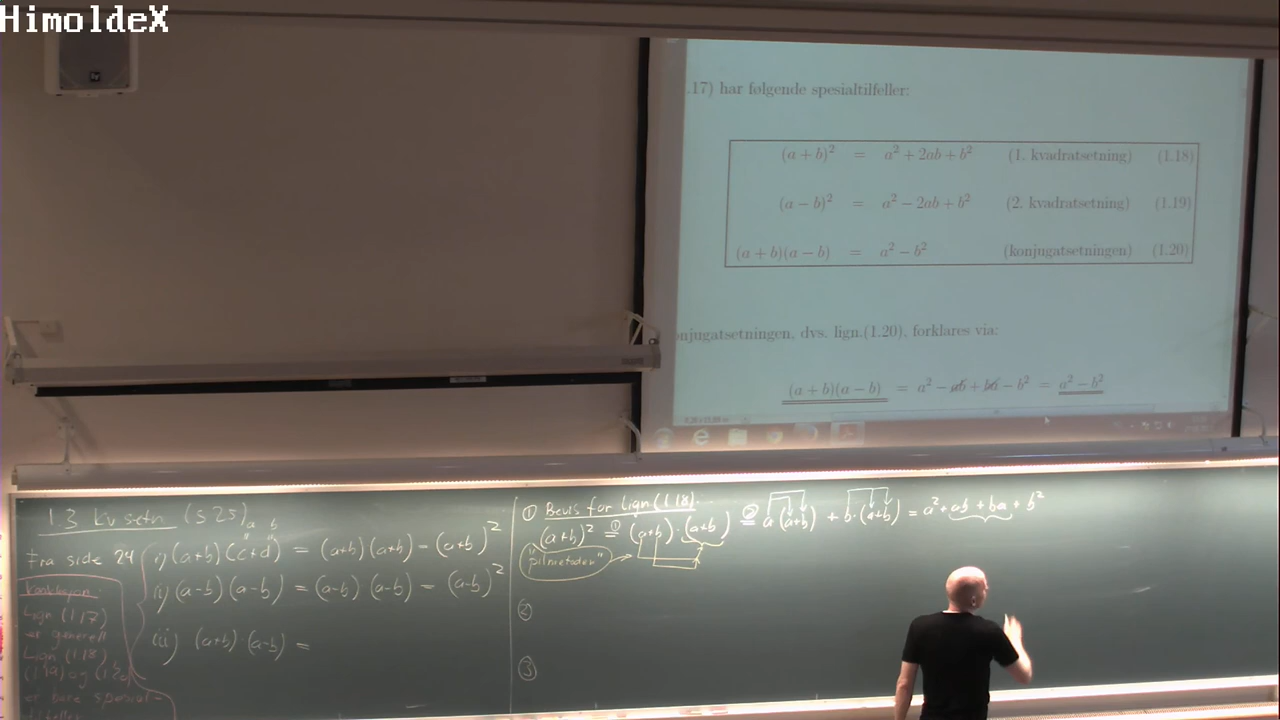 HimoldeX
.17) har følgende spesialtilfeller:
(a + b)² = a² + 2ab + b² (1. kvadratsetning) (1.18)
(a − b)² = a² − 2ab + b² (2. kvadratsetning) (1.19)
(a + b)(a − b) = a² − b² (konjugatsetningen) (1.20)
onjugatsetningen, dvs. lign.(1.20), forklares via:
(a + b)(a − b) = a² − ab + ba − b² = a² − b²
1.3 Kv.setn (s 25)
a b
Fra side 24 i) (a+b)(c+d) = (a+b)(a+b) = (a+b)²
ii) (a-b)(a-b) = (a-b)(a-b) = (a-b)²
iii) (a+b)(a-b) =
Lign (1.17)
er generell
Lign (1.18)
(1.19) og (1.20)
er bare spesial-
tilfeller
① Bevis for lign (1.18)
(a+b)² ①= (a+b)·(a+b) ②= a(a+b) + b·(a+b) = a² + ab + ba + b²
"pilmetoden"
②
③